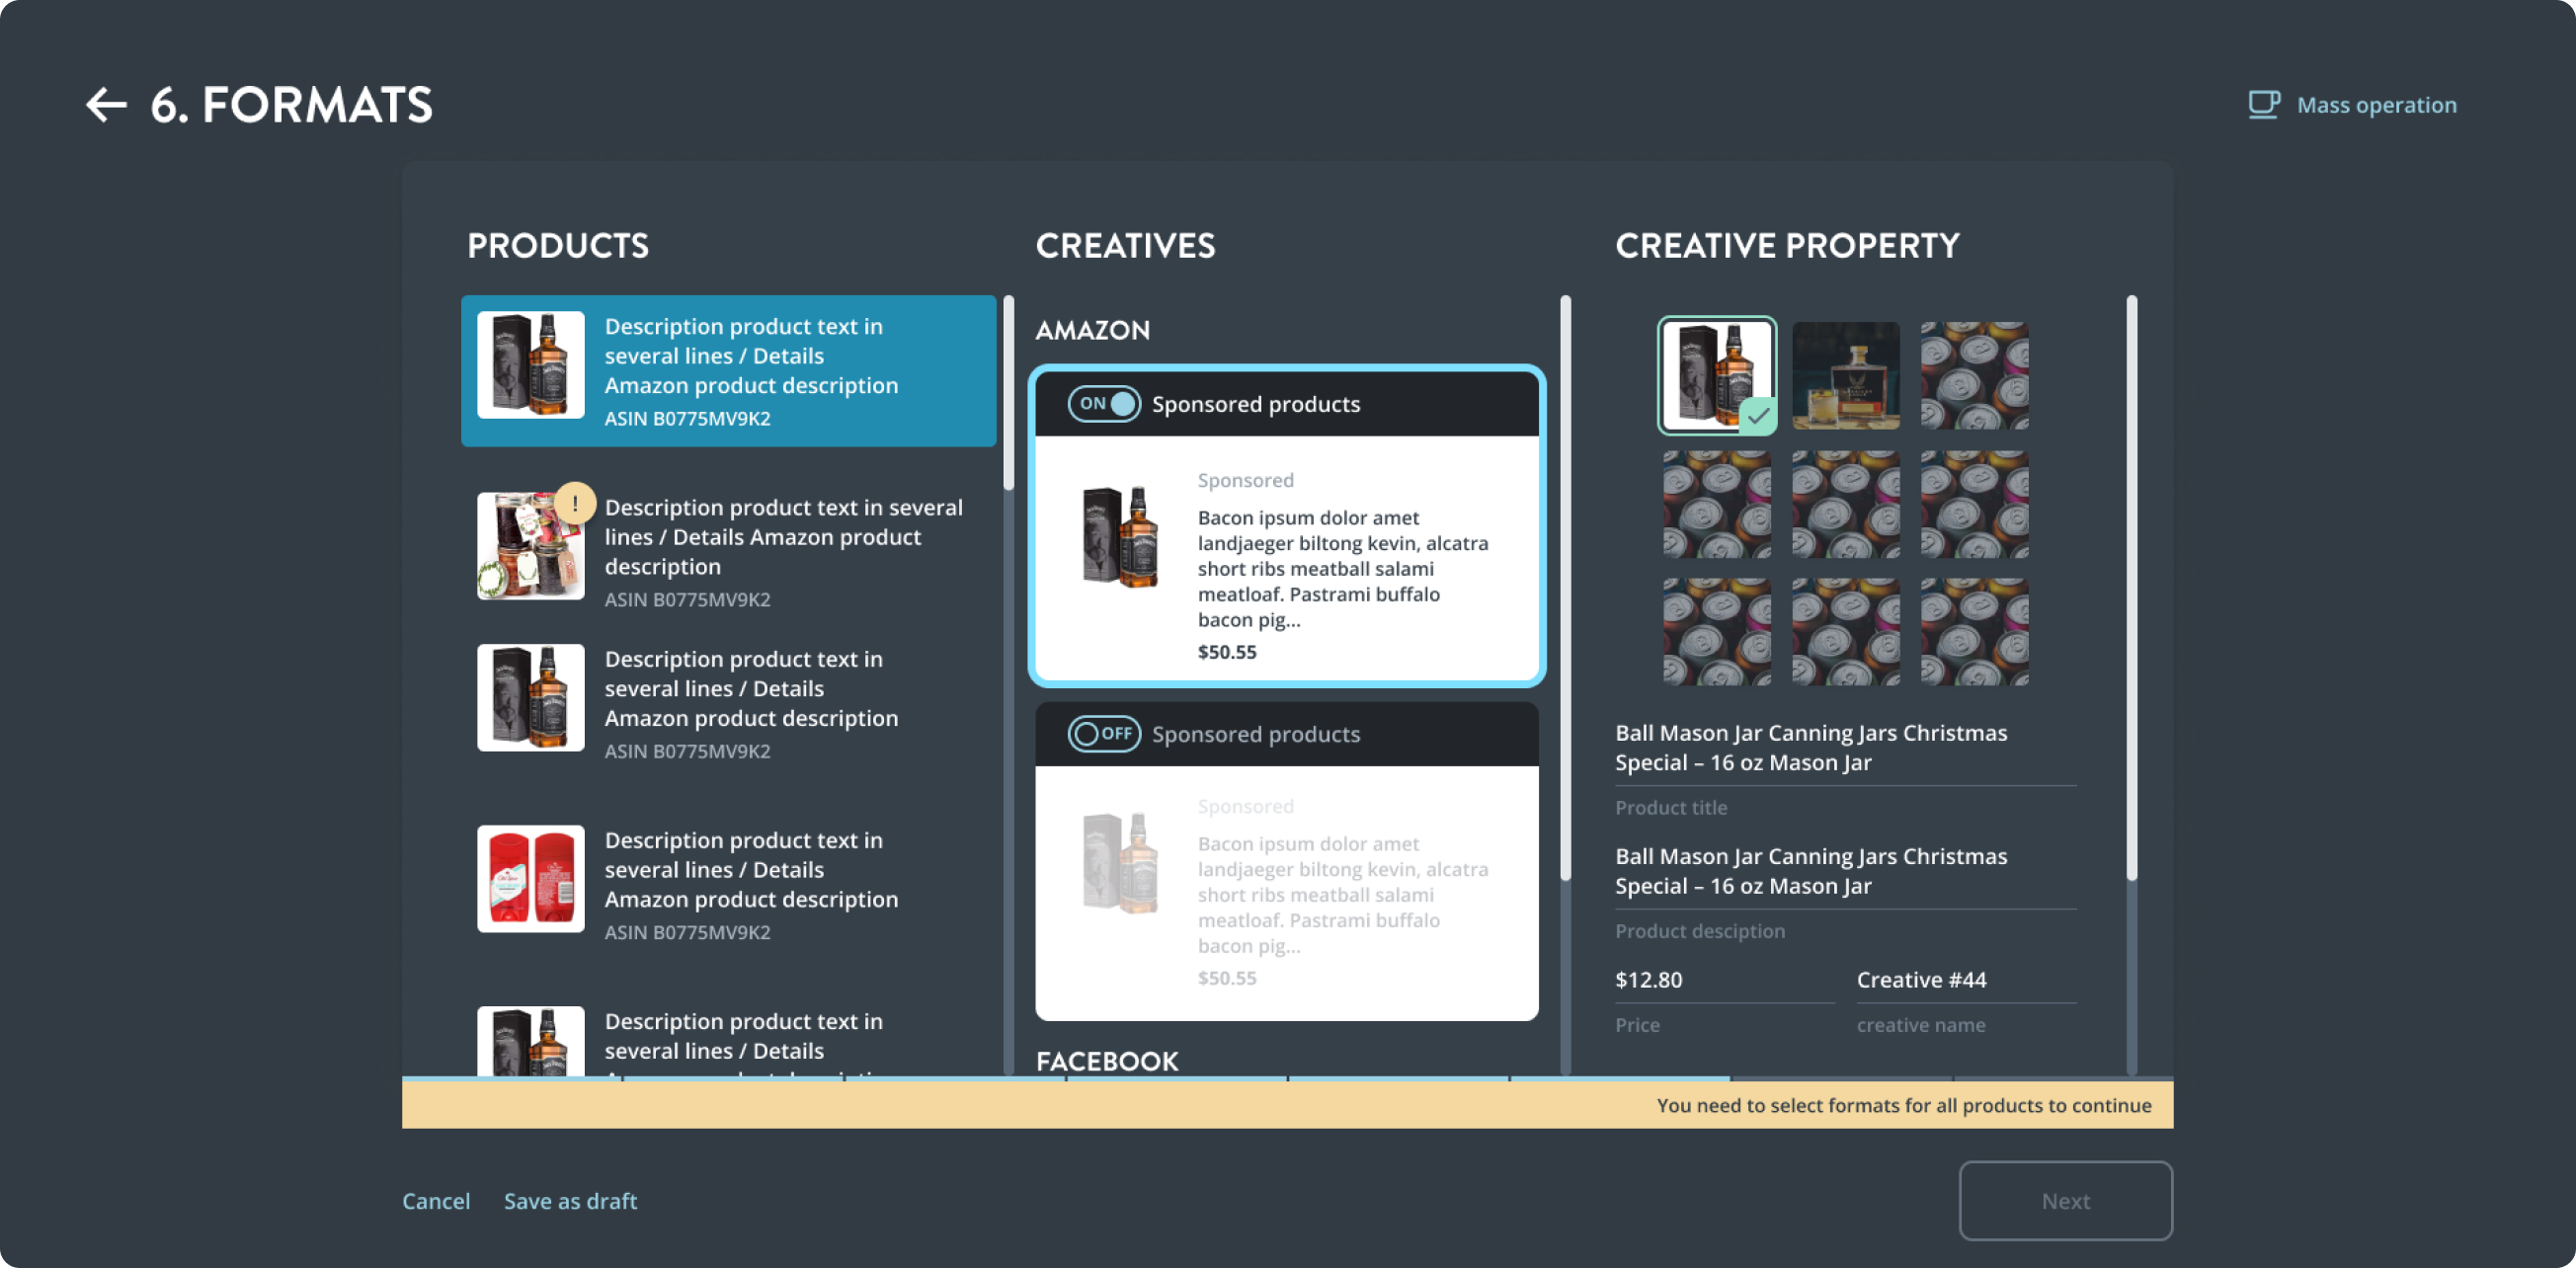 6. FORMATS
Mass operation
PRODUCTS
Description product text in
several lines / Details
Amazon product description
ASIN B0775MV9K2
!
Description product text in several
lines / Details Amazon product
description
ASIN B0775MV9K2
Description product text in
several lines / Details
Amazon product description
ASIN B0775MV9K2
Description product text in
several lines / Details
Amazon product description
ASIN B0775MV9K2
Description product text in
several lines / Details
CREATIVES
AMAZON
ON
Sponsored products
Sponsored
Bacon ipsum dolor amet
landjaeger biltong kevin, alcatra
short ribs meatball salami
meatloaf. Pastrami buffalo
bacon pig...
$50.55
OFF
Sponsored products
Sponsored
Bacon ipsum dolor amet
landjaeger biltong kevin, alcatra
short ribs meatball salami
meatloaf. Pastrami buffalo
bacon pig...
$50.55
FACEBOOK
CREATIVE PROPERTY
Ball Mason Jar Canning Jars Christmas
Special – 16 oz Mason Jar
Product title
Ball Mason Jar Canning Jars Christmas
Special – 16 oz Mason Jar
Product desciption
$12.80
Price
Creative #44
creative name
You need to select formats for all products to continue
Cancel
Save as draft
Next